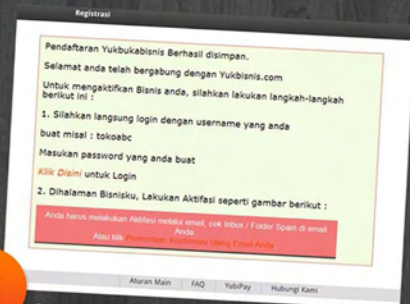 Registrasi
Pendaftaran Yukbukabisnis Berhasil disimpan.
Selamat anda telah bergabung dengan Yukbisnis.com
Untuk mengaktifkan Bisnis anda, silahkan lakukan langkah-langkah
berikut ini :
1. Silahkan langsung login dengan username yang anda
buat misal : tokoabc
Masukan password yang anda buat
Klik Disini untuk Login
2. Dihalaman Bisnisku, Lakukan Aktifasi seperti gambar berikut :
Anda harus melakukan Aktifasi melalui email, cek Inbox / Folder Spam di email
Anda
Atau klik Permintaan Konfirmasi Ulang Email Anda
Aturan Main FAQ YubiPay Hubungi Kami